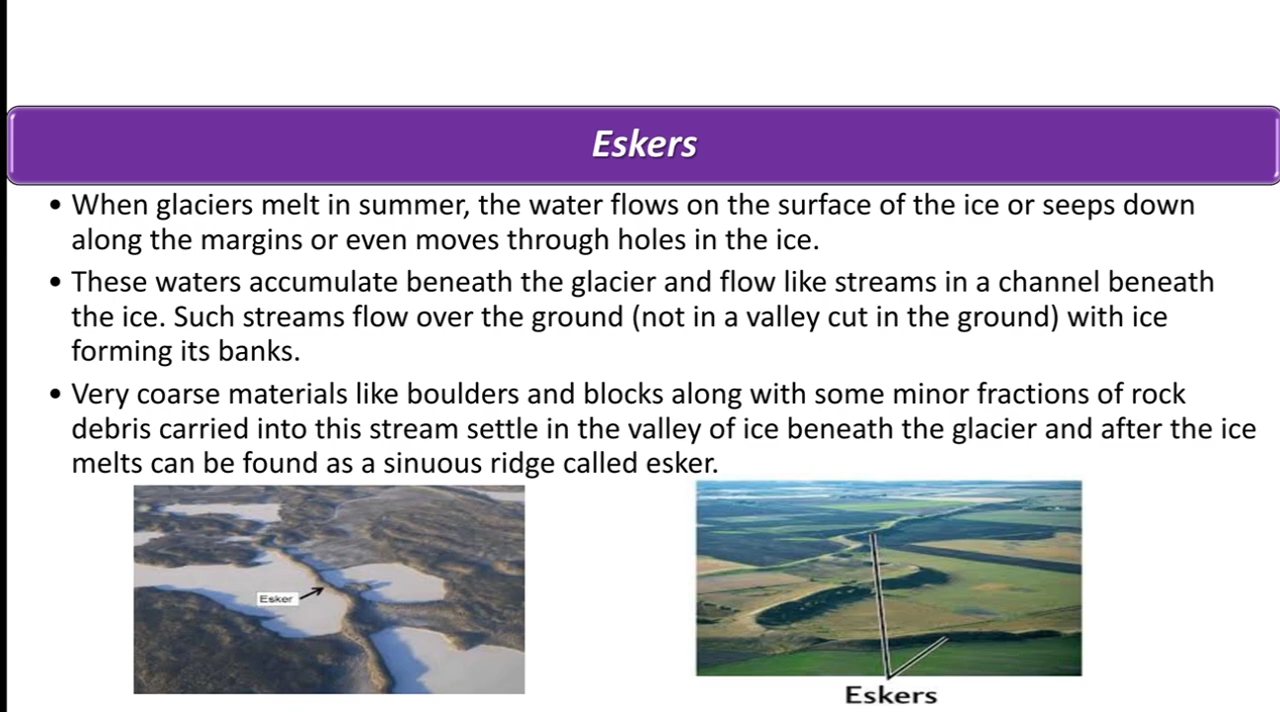 Eskers
• When glaciers melt in summer, the water flows on the surface of the ice or seeps down
along the margins or even moves through holes in the ice.
• These waters accumulate beneath the glacier and flow like streams in a channel beneath
the ice. Such streams flow over the ground (not in a valley cut in the ground) with ice
forming its banks.
• Very coarse materials like boulders and blocks along with some minor fractions of rock
debris carried into this stream settle in the valley of ice beneath the glacier and after the ice
melts can be found as a sinuous ridge called esker.
Esker
Eskers